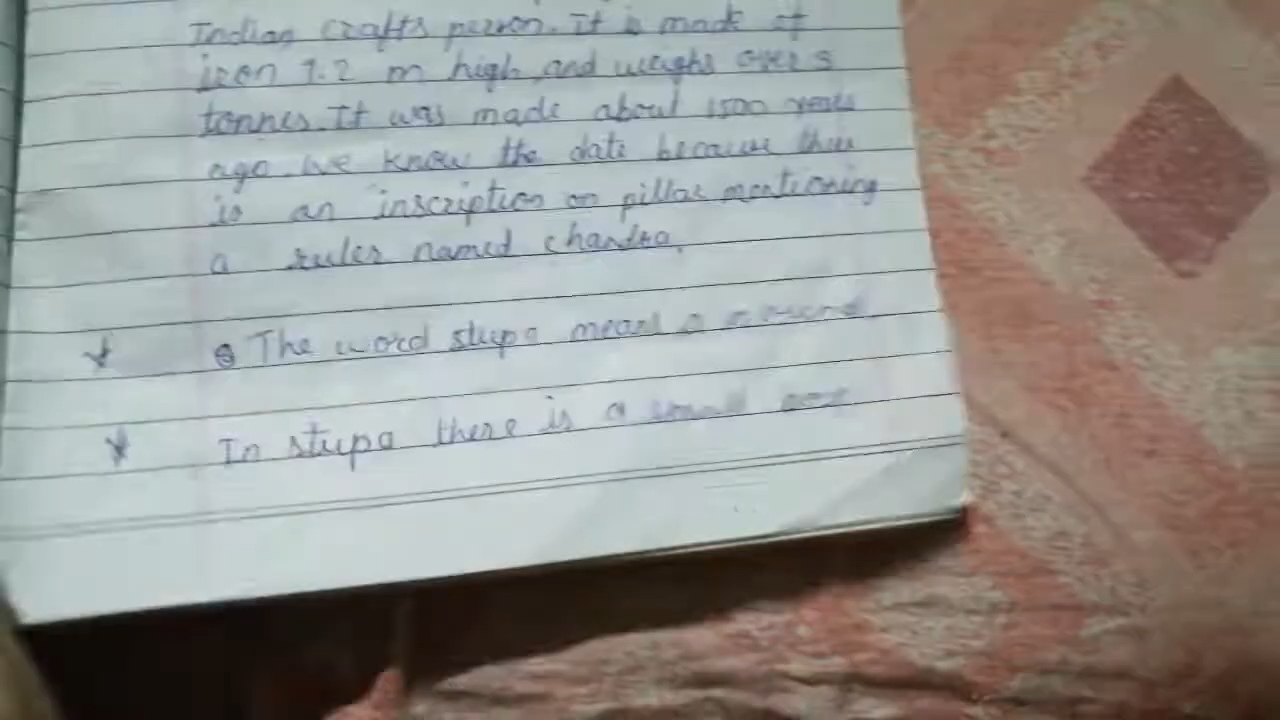 Indian crafts person. It is made of
iron 7.2 m high and weighs over 3
tonnes. It was made about 1500 years
ago. We know the date because there
is an inscription on pillar mentioning
a ruler named chandra.
The word stupa means a mound
In stupa there is a small box